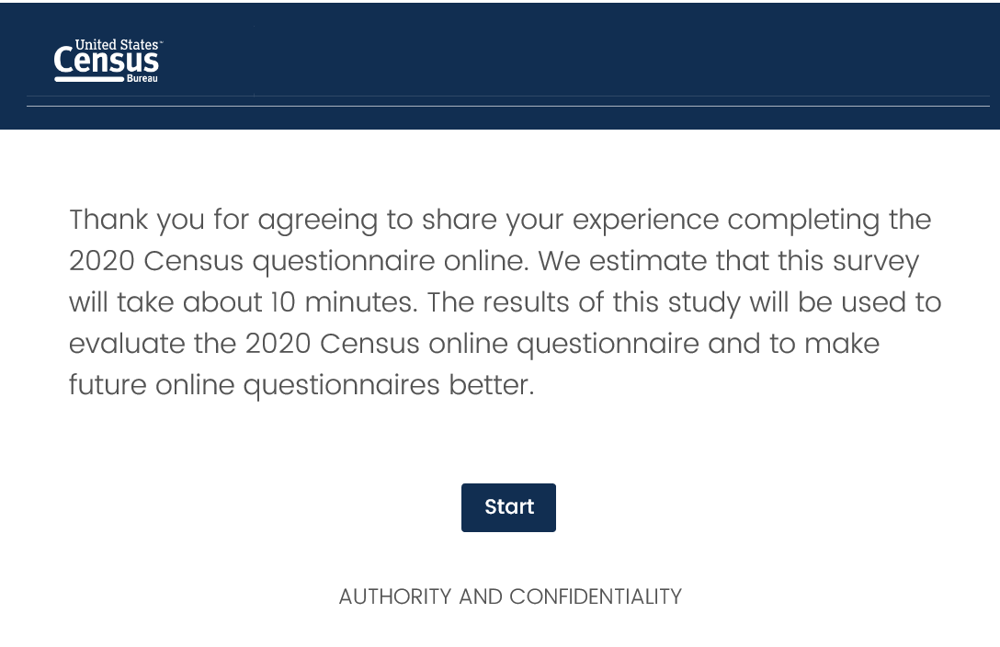 United States™
Census
Bureau
Thank you for agreeing to share your experience completing the
2020 Census questionnaire online. We estimate that this survey
will take about 10 minutes. The results of this study will be used to
evaluate the 2020 Census online questionnaire and to make
future online questionnaires better.
Start
AUTHORITY AND CONFIDENTIALITY